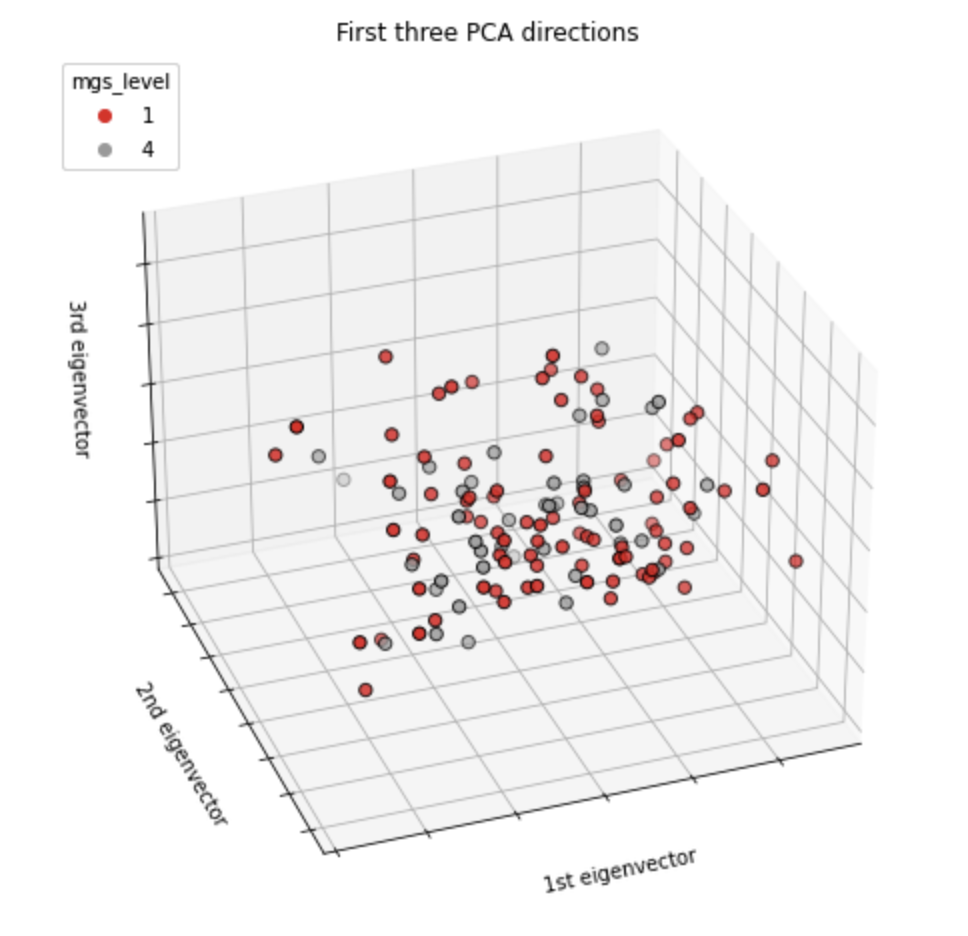 First three PCA directions
mgs_level
1
4
3rd eigenvector
2nd eigenvector
1st eigenvector